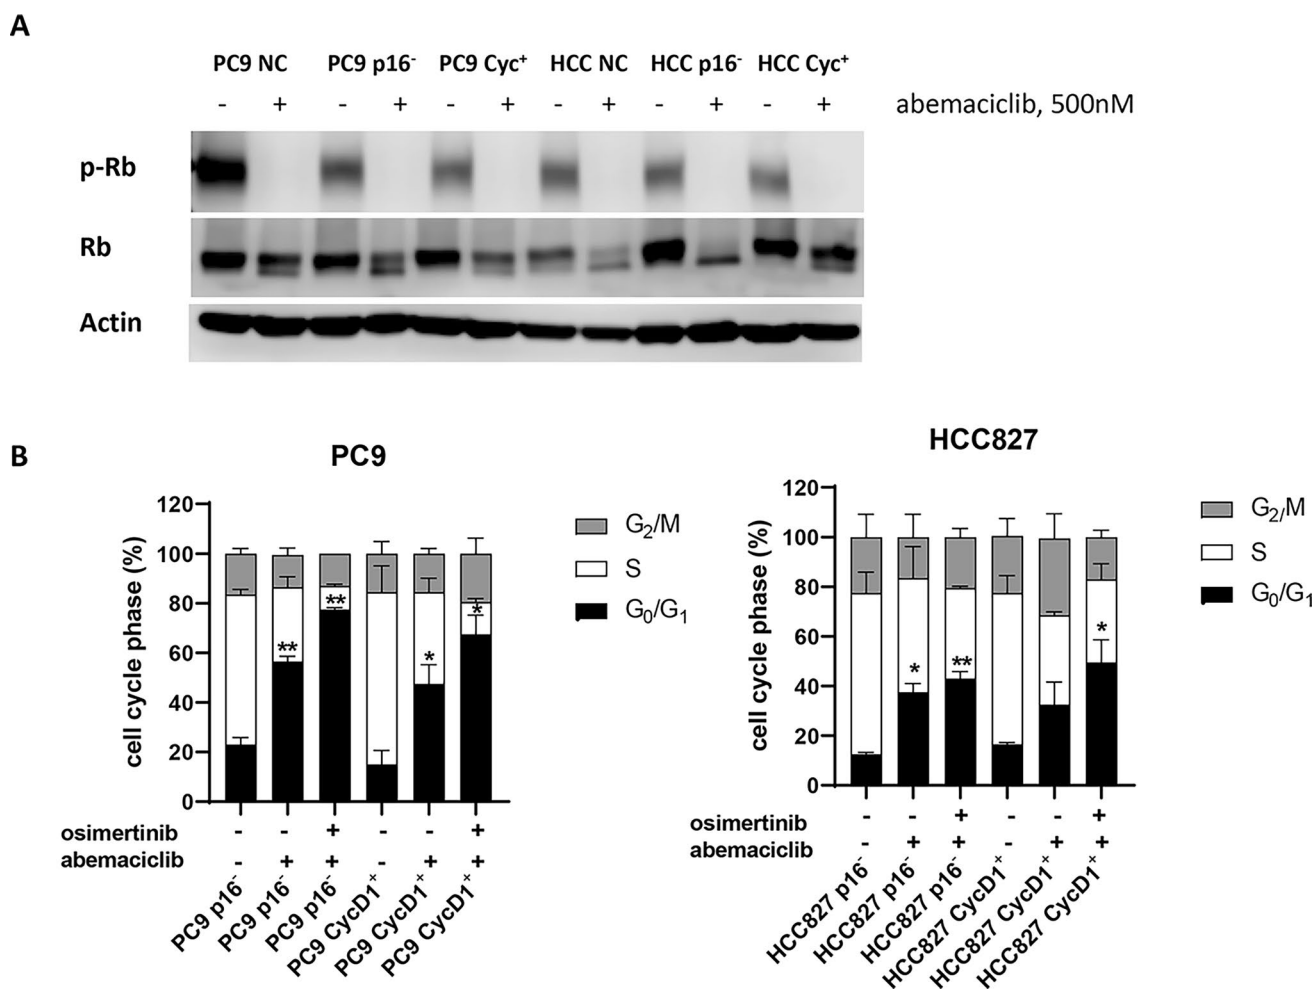 A
PC9 NC PC9 p16⁻ PC9 Cyc⁺ HCC NC HCC p16⁻ HCC Cyc⁺
- + - + - + - + - + - + abemaciclib, 500nM
p-Rb
Rb
Actin
B
PC9
cell cycle phase (%)
120
100
80
60
40
20
0
** ** * *
G₂/M
S
G₀/G₁
osimertinib - - + - - +
abemaciclib - + + - + +
PC9 p16⁻
PC9 p16⁻
PC9 p16⁻
PC9 CycD1⁺
PC9 CycD1⁺
PC9 CycD1⁺
HCC827
cell cycle phase (%)
120
100
80
60
40
20
0
* ** *
G₂/M
S
G₀/G₁
osimertinib - - + - - +
abemaciclib - + + - + +
HCC827 p16⁻
HCC827 p16⁻
HCC827 p16⁻
HCC827 CycD1⁺
HCC827 CycD1⁺
HCC827 CycD1⁺